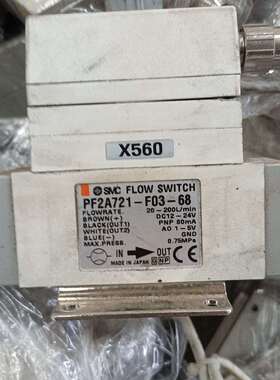 X560
SMC FLOW SWITCH
PF2A721-F03-68
FLOWRATE. 20-200L/min
BROWN(+) DC12-24V
BLACK(OUT1) PNP 80mA
WHITE(OUT2) AO 1-5V
BLUE(-) GND
MAX.PRESS. 0.75MPa
IN OUT
MADE IN JAPAN GNP